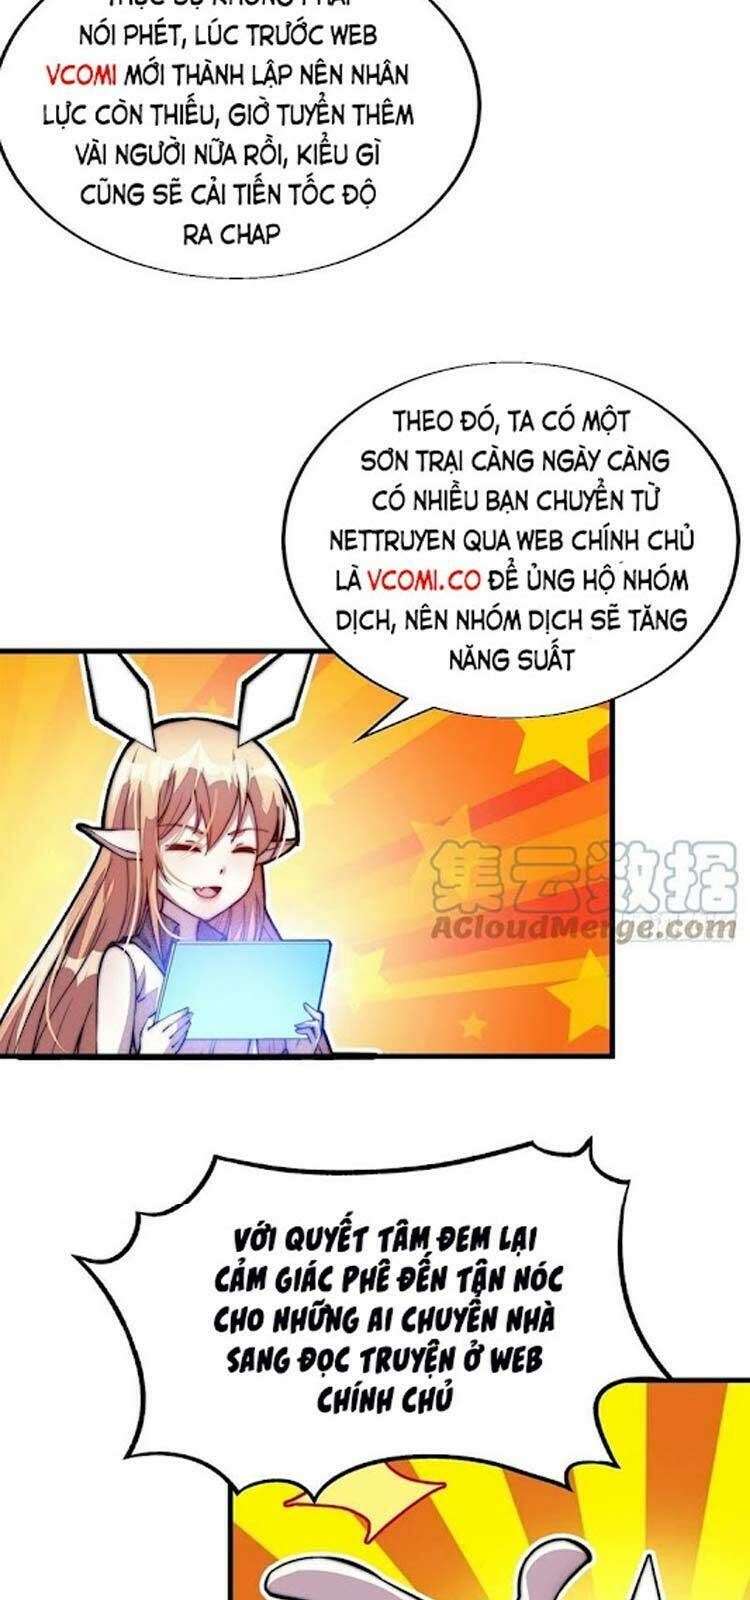 THỰC SỰ KHÔNG PHẢI
NÓI PHÉT, LÚC TRƯỚC WEB
VCOMI MỚI THÀNH LẬP NÊN NHÂN
LỰC CÒN THIẾU, GIỜ TUYỂN THÊM
VÀI NGƯỜI NỮA RỒI, KIỂU GÌ
CŨNG SẼ CẢI TIẾN TỐC ĐỘ
RA CHAP
THEO ĐÓ, TA CÓ MỘT
SƠN TRẠI CÀNG NGÀY CÀNG
CÓ NHIỀU BẠN CHUYỂN TỪ
NETTRUYEN QUA WEB CHÍNH CHỦ
LÀ VCOMI.CO ĐỂ ỦNG HỘ NHÓM
DỊCH, NÊN NHÓM DỊCH SẼ TĂNG
NĂNG SUẤT
集云数据
ACloudMerge.com
VỚI QUYẾT TÂM ĐEM LẠI
CẢM GIÁC PHÊ ĐẾN TẬN NÓC
CHO NHỮNG AI CHUYỂN NHÀ
SANG ĐỌC TRUYỆN Ở WEB
CHÍNH CHỦ